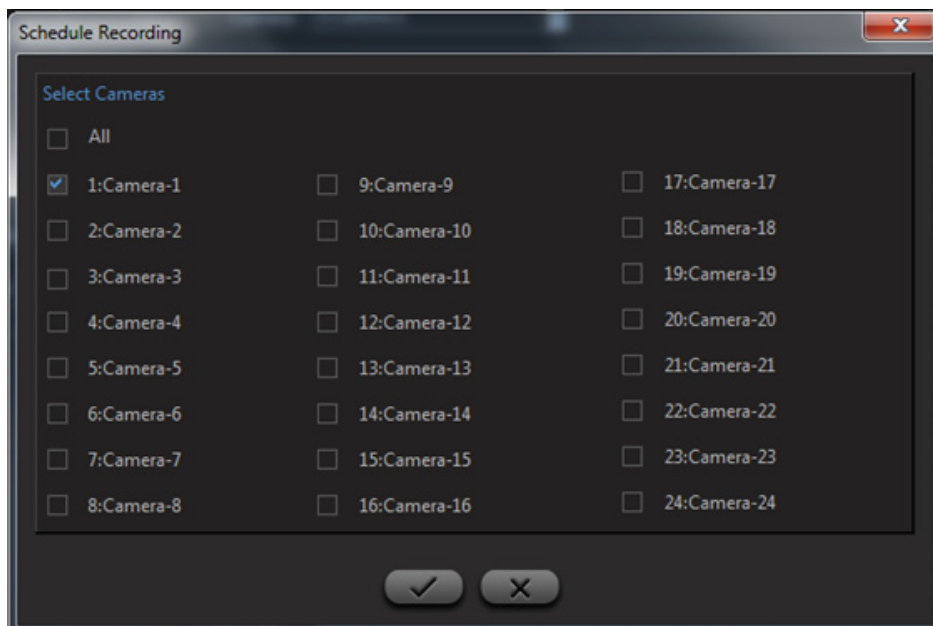 Schedule Recording
Select Cameras
All
1:Camera-1
2:Camera-2
3:Camera-3
4:Camera-4
5:Camera-5
6:Camera-6
7:Camera-7
8:Camera-8
9:Camera-9
10:Camera-10
11:Camera-11
12:Camera-12
13:Camera-13
14:Camera-14
15:Camera-15
16:Camera-16
17:Camera-17
18:Camera-18
19:Camera-19
20:Camera-20
21:Camera-21
22:Camera-22
23:Camera-23
24:Camera-24